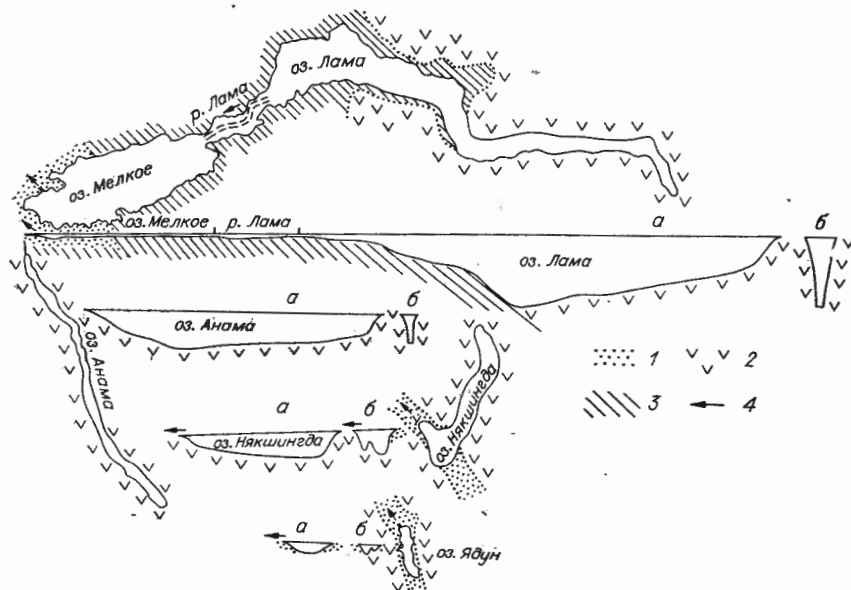 оз. Лама
р. Лама
оз. Мелкое
оз. Мелкое р. Лама а б
оз. Лама
а б
оз. Анама
оз. Анама
1 2
3 4
а б
оз. Някшингда
оз. Някшингда
а б
оз. Ядун